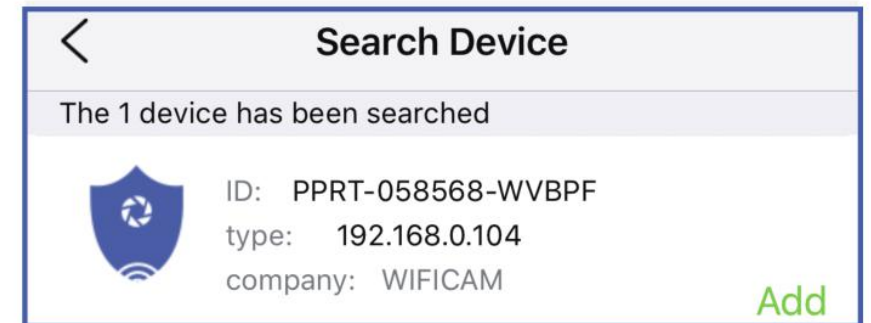 Search Device
The 1 device has been searched
ID: PPRT-058568-WVBPF
type: 192.168.0.104
company: WIFICAM
Add